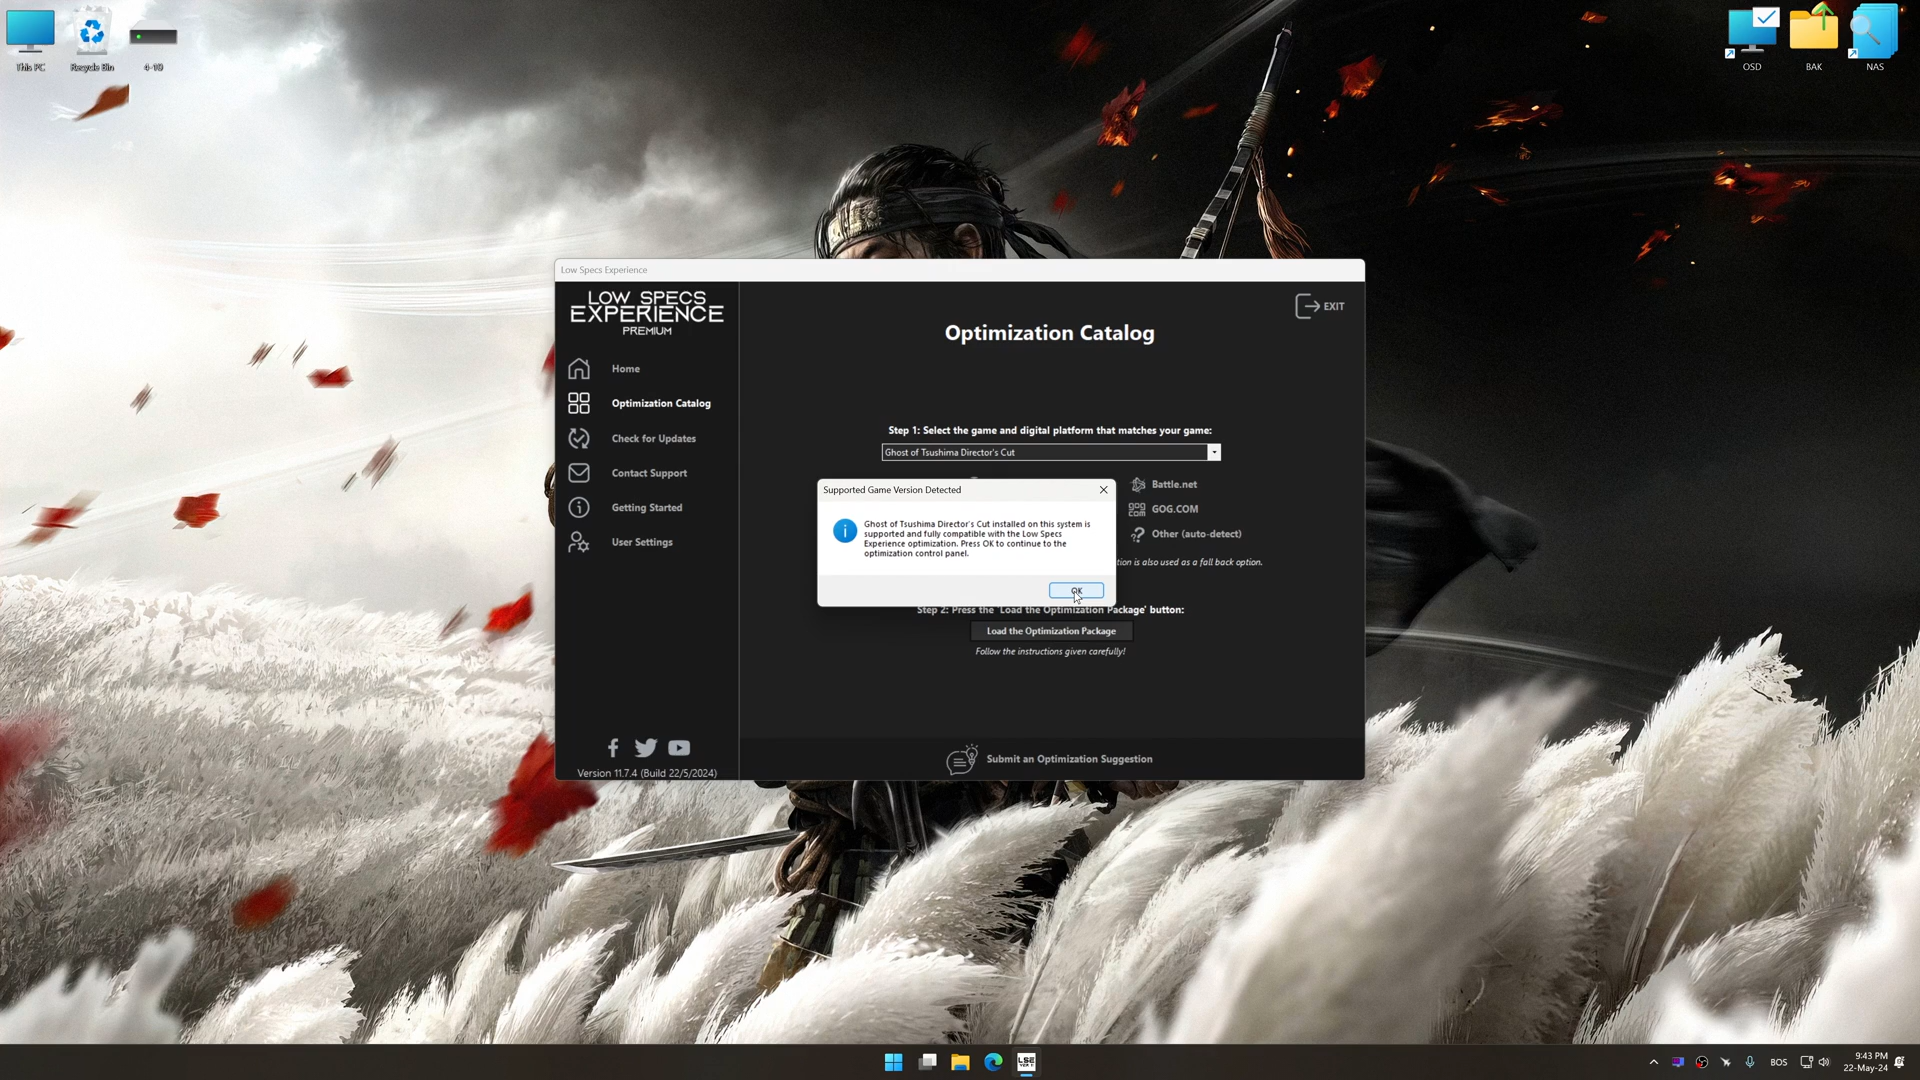 This PC
Recycle Bin
4-10
OSD
BAK
NAS
Low Specs Experience
LOW SPECS
EXPERIENCE
PREMIUM
Home
Optimization Catalog
Check for Updates
Contact Support
Getting Started
User Settings
Version 11.7.4 (Build 22/5/2024)
EXIT
Optimization Catalog
Step 1: Select the game and digital platform that matches your game:
Ghost of Tsushima Director's Cut
Battle.net
GOG.COM
Other (auto-detect)
tion is also used as a fall back option.
Supported Game Version Detected
Ghost of Tsushima Director's Cut installed on this system is
supported and fully compatible with the Low Specs
Experience optimization. Press OK to continue to the
optimization control panel.
OK
Step 2: Press the 'Load the Optimization Package' button:
Load the Optimization Package
Follow the instructions given carefully!
Submit an Optimization Suggestion
LSE
BOS
9:43 PM
22-May-24